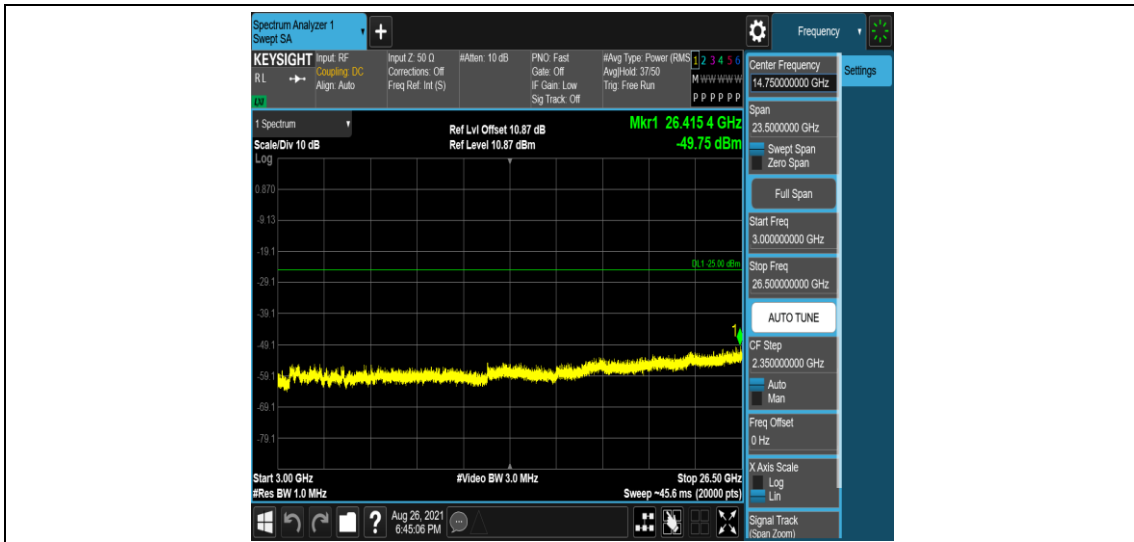 Spectrum Analyzer 1
Swept SA
+
Frequency
KEYSIGHT
RL
LM
Input: RF
Coupling: DC
Align: Auto
Input Z: 50 Ω
Corrections: Off
Freq Ref: Int (S)
#Atten: 10 dB
PNO: Fast
Gate: Off
IF Gain: Low
Sig Track: Off
#Avg Type: Power (RMS
Avg|Hold: 37/50
Trig: Free Run
1 2 3 4 5 6
M W W W W W
P P P P P P
1 Spectrum
Scale/Div 10 dB
Ref Lvl Offset 10.87 dB
Ref Level 10.87 dBm
Mkr1 26.415 4 GHz
-49.75 dBm
Log
0.870
-9.13
-19.1
DL1 -25.00 dBm
-29.1
-39.1
1
-49.1
-59.1
-69.1
-79.1
Start 3.00 GHz
#Res BW 1.0 MHz
#Video BW 3.0 MHz
Stop 26.50 GHz
Sweep ~45.6 ms (20000 pts)
?
Aug 26, 2021
6:45:06 PM
Center Frequency
14.750000000 GHz
Settings
Span
23.5000000 GHz
Swept Span
Zero Span
Full Span
Start Freq
3.000000000 GHz
Stop Freq
26.500000000 GHz
AUTO TUNE
CF Step
2.350000000 GHz
Auto
Man
Freq Offset
0 Hz
X Axis Scale
Log
Lin
Signal Track
(Span Zoom)